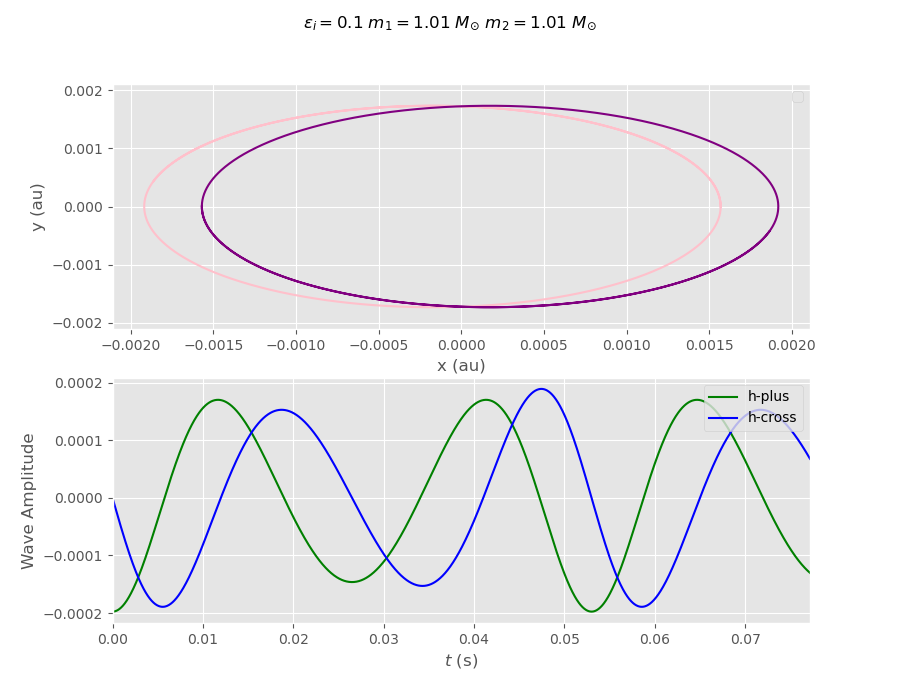 εᵢ = 0.1 m₁ = 1.01 M⊙ m₂ = 1.01 M⊙
0.002
0.001
0.000
−0.001
−0.002
y (au)
−0.0020 −0.0015 −0.0010 −0.0005 0.0000 0.0005 0.0010 0.0015 0.0020
x (au)
h-plus
h-cross
0.0002
0.0001
0.0000
−0.0001
−0.0002
Wave Amplitude
0.00 0.01 0.02 0.03 0.04 0.05 0.06 0.07
t (s)